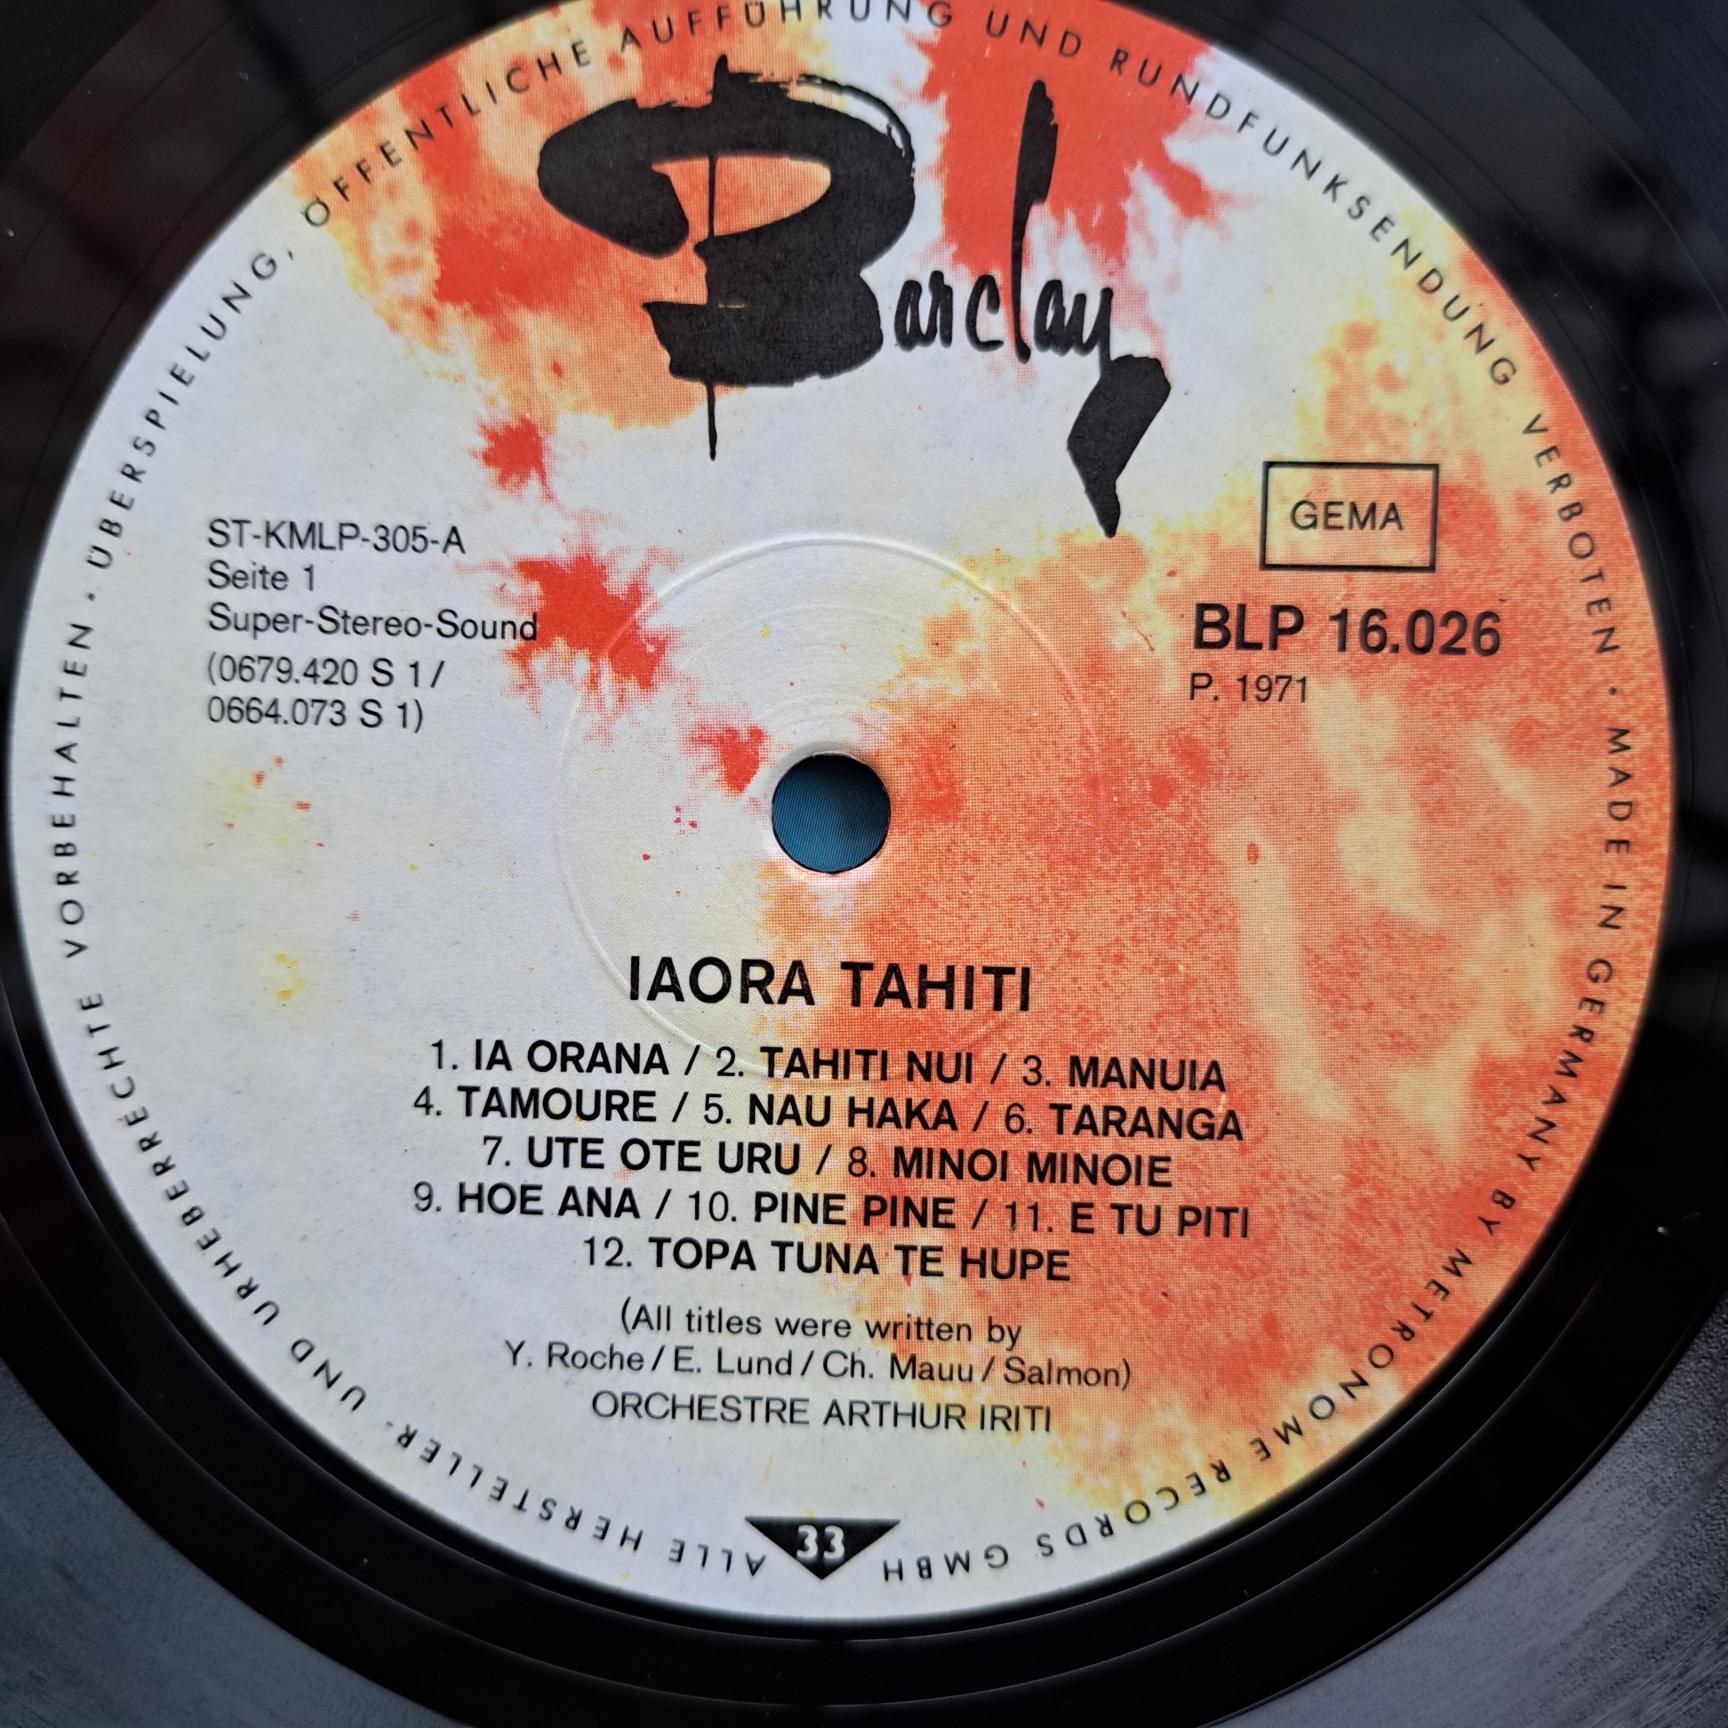 Barclay
GEMA
ST-KMLP-305-A
Seite 1
Super-Stereo-Sound
(0679.420 S 1/
0664.073 S 1)
BLP 16.026
P. 1971
IAORA TAHITI
1. IA ORANA / 2. TAHITI NUI / 3. MANUIA
4. TAMOURE / 5. NAU HAKA / 6. TARANGA
7. UTE OTE URU / 8. MINOI MINOIE
9. HOE ANA / 10. PINE PINE / 11. E TU PITI
12. TOPA TUNA TE HUPE
(All titles were written by
Y. Roche / E. Lund / Ch. Mauu / Salmon)
ORCHESTRE ARTHUR IRITI
33
ALLE HERSTELLER- UND URHEBERRECHTE VORBEHALTEN · ÜBERSPIELUNG, ÖFFENTLICHE AUFFÜHRUNG UND RUNDFUNKSENDUNG VERBOTEN · MADE IN GERMANY BY METRONOME RECORDS GMBH